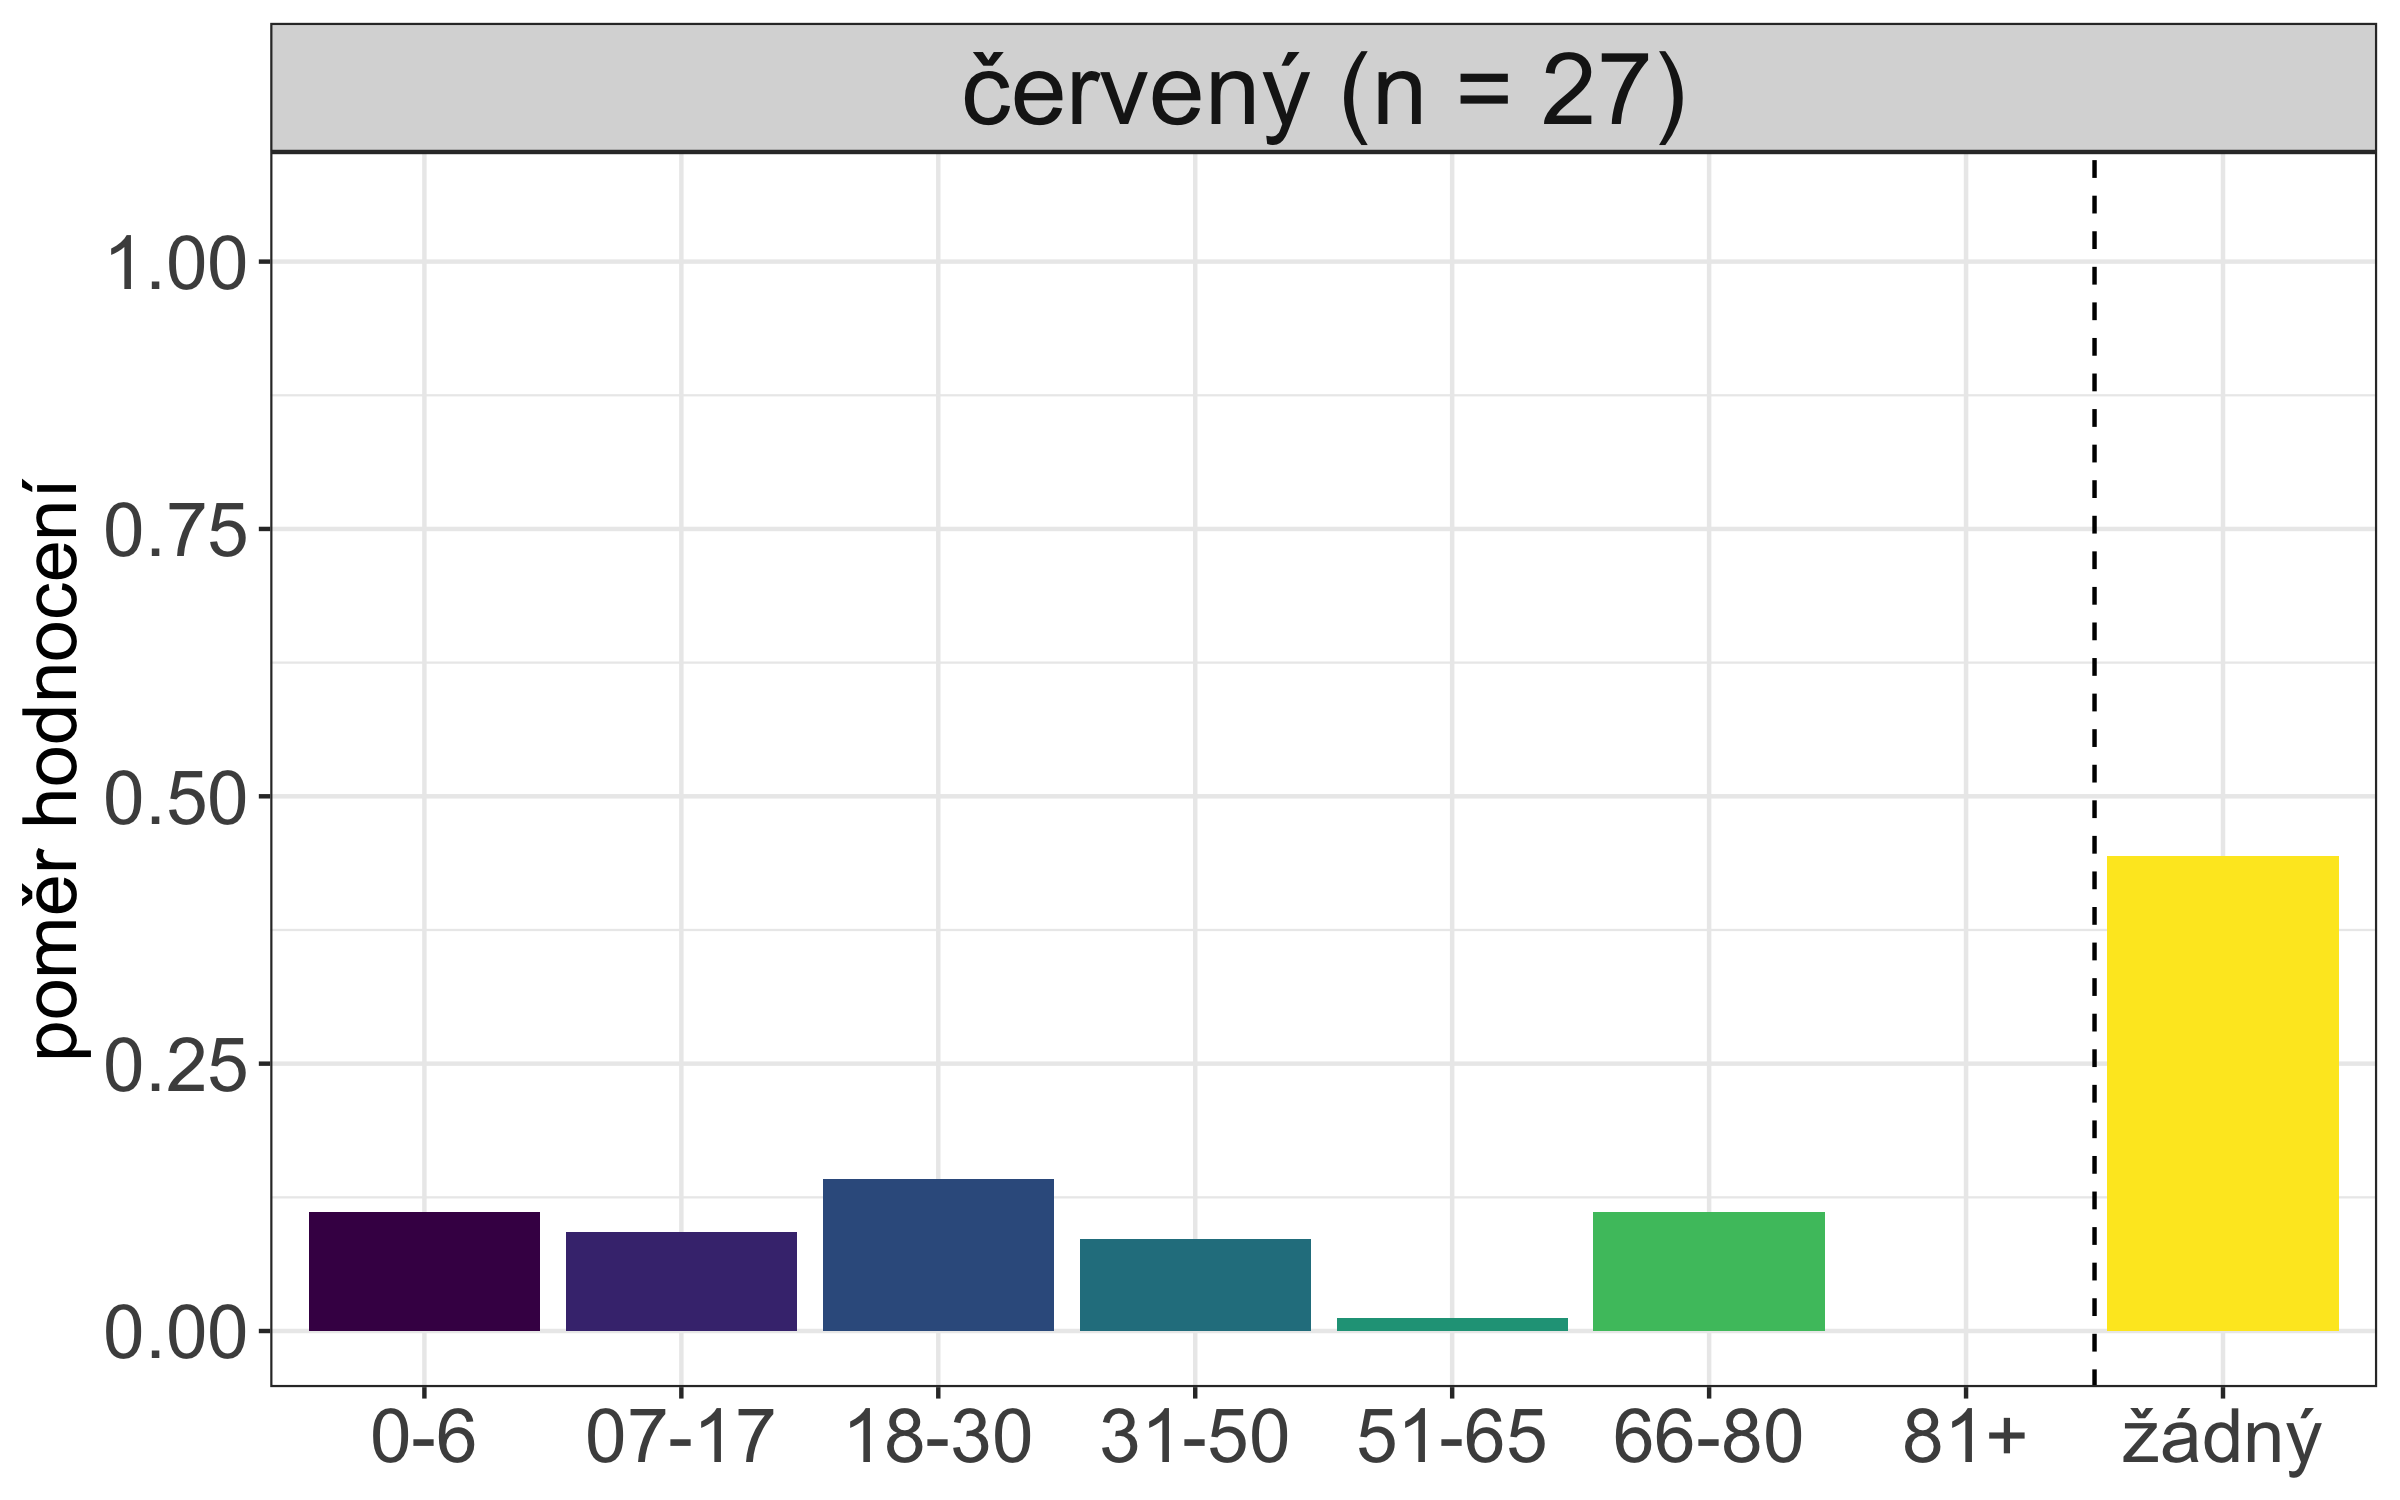 červený (n = 27)
poměr hodnocení
1.00
0.75
0.50
0.25
0.00
0-6 07-17 18-30 31-50 51-65 66-80 81+ žádný